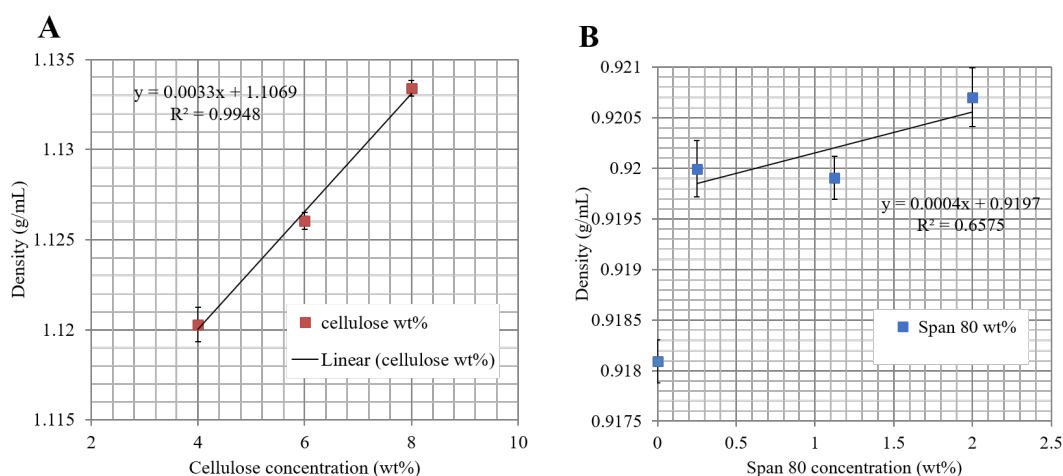 A
1.135
1.13
1.125
1.12
1.115
Density (g/mL)
y = 0.0033x + 1.1069
R² = 0.9948
cellulose wt%
Linear (cellulose wt%)
2
4
6
8
10
Cellulose concentration (wt%)
B
0.921
0.9205
0.92
0.9195
0.919
0.9185
0.918
0.9175
Density (g/mL)
y = 0.0004x + 0.9197
R² = 0.6575
Span 80 wt%
0
0.5
1
1.5
2
2.5
Span 80 concentration (wt%)